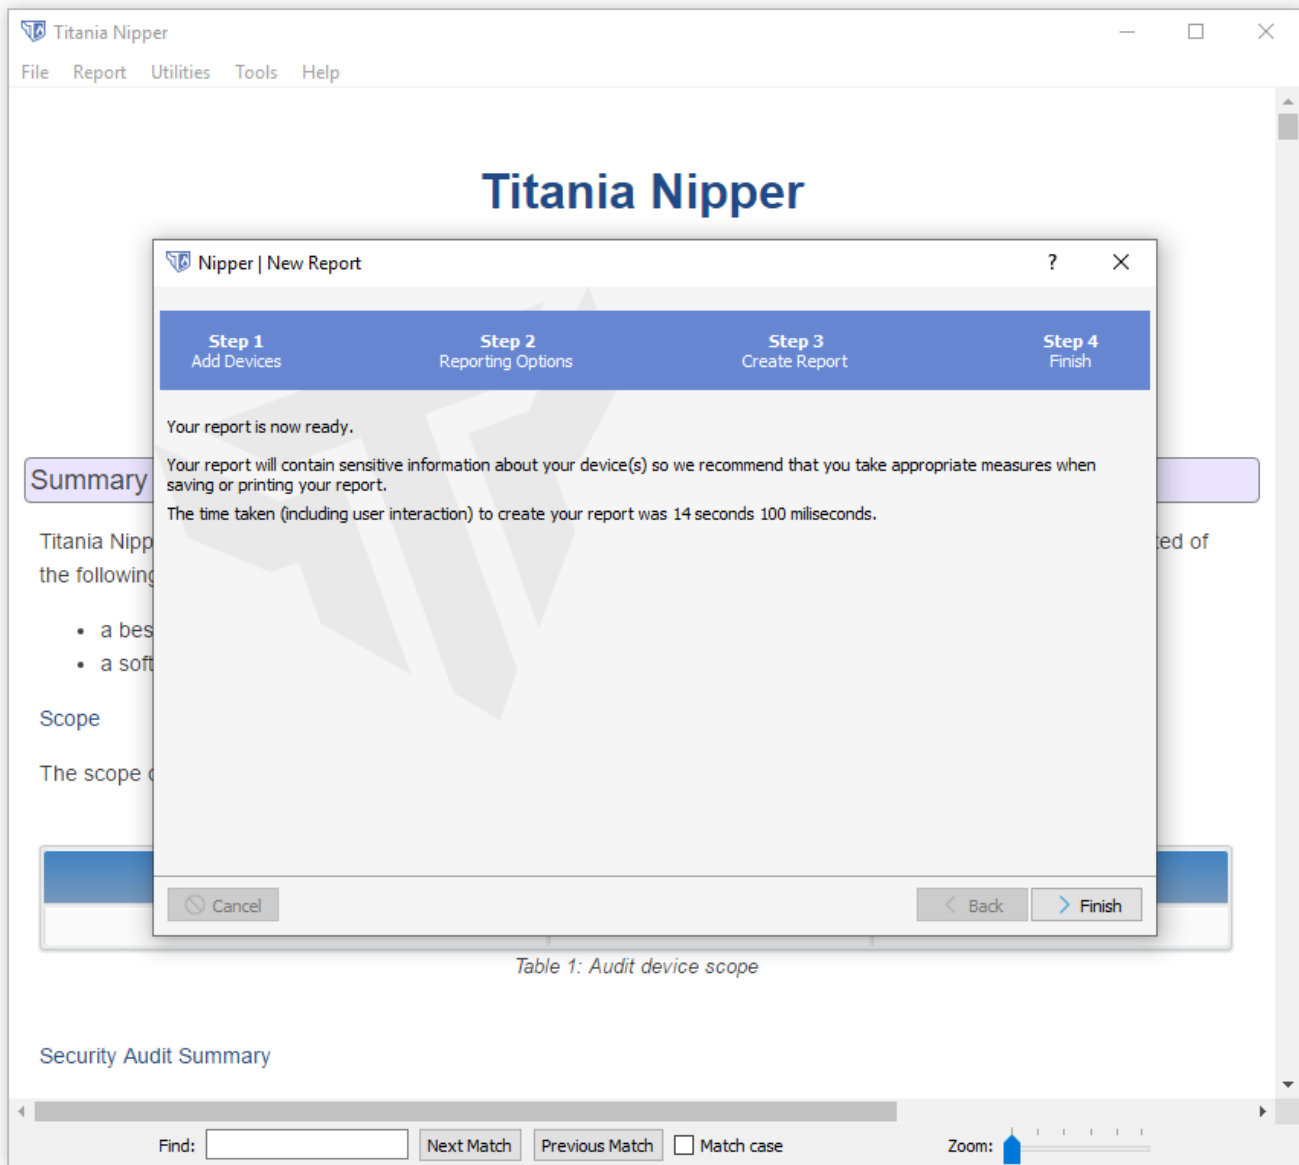 Titania Nipper
File Report Utilities Tools Help
Titania Nipper
Nipper | New Report ?
Step 1 Step 2 Step 3 Step 4
Add Devices Reporting Options Create Report Finish
Your report is now ready.
Your report will contain sensitive information about your device(s) so we recommend that you take appropriate measures when
saving or printing your report.
The time taken (including user interaction) to create your report was 14 seconds 100 miliseconds.
Summary
Titania Nipp ted of
the following
• a bes
• a soft
Scope
The scope
Cancel Back Finish
Table 1: Audit device scope
Security Audit Summary
Find: Next Match Previous Match Match case Zoom: